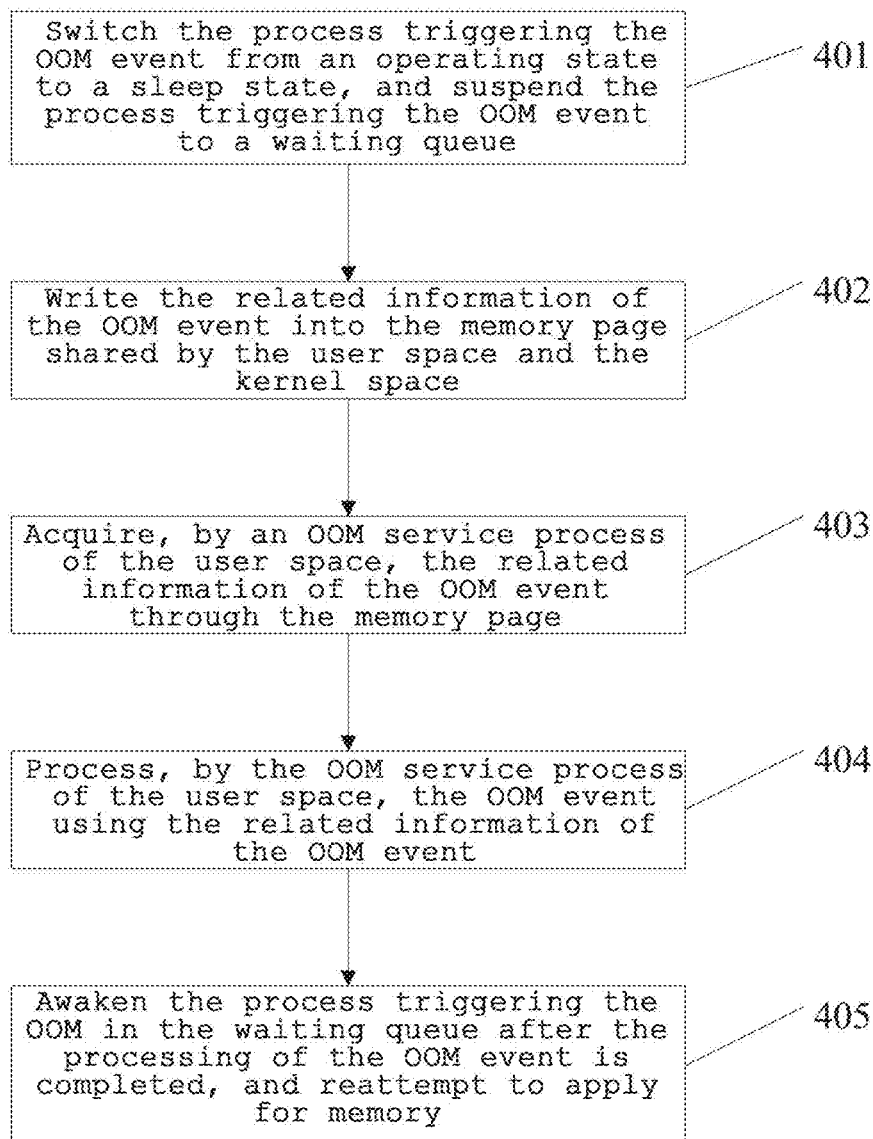 Switch the process triggering the
OOM event from an operating state
to a sleep state, and suspend the
process triggering the OOM event
to a waiting queue
401
Write the related information of
the OOM event into the memory page
shared by the user space and the
kernel space
402
Acquire, by an OOM service process
of the user space, the related
information of the OOM event
through the memory page
403
Process, by the OOM service process
of the user space, the OOM event
using the related information of
the OOM event
404
Awaken the process triggering the
OOM in the waiting queue after the
processing of the OOM event is
completed, and reattempt to apply
for memory
405